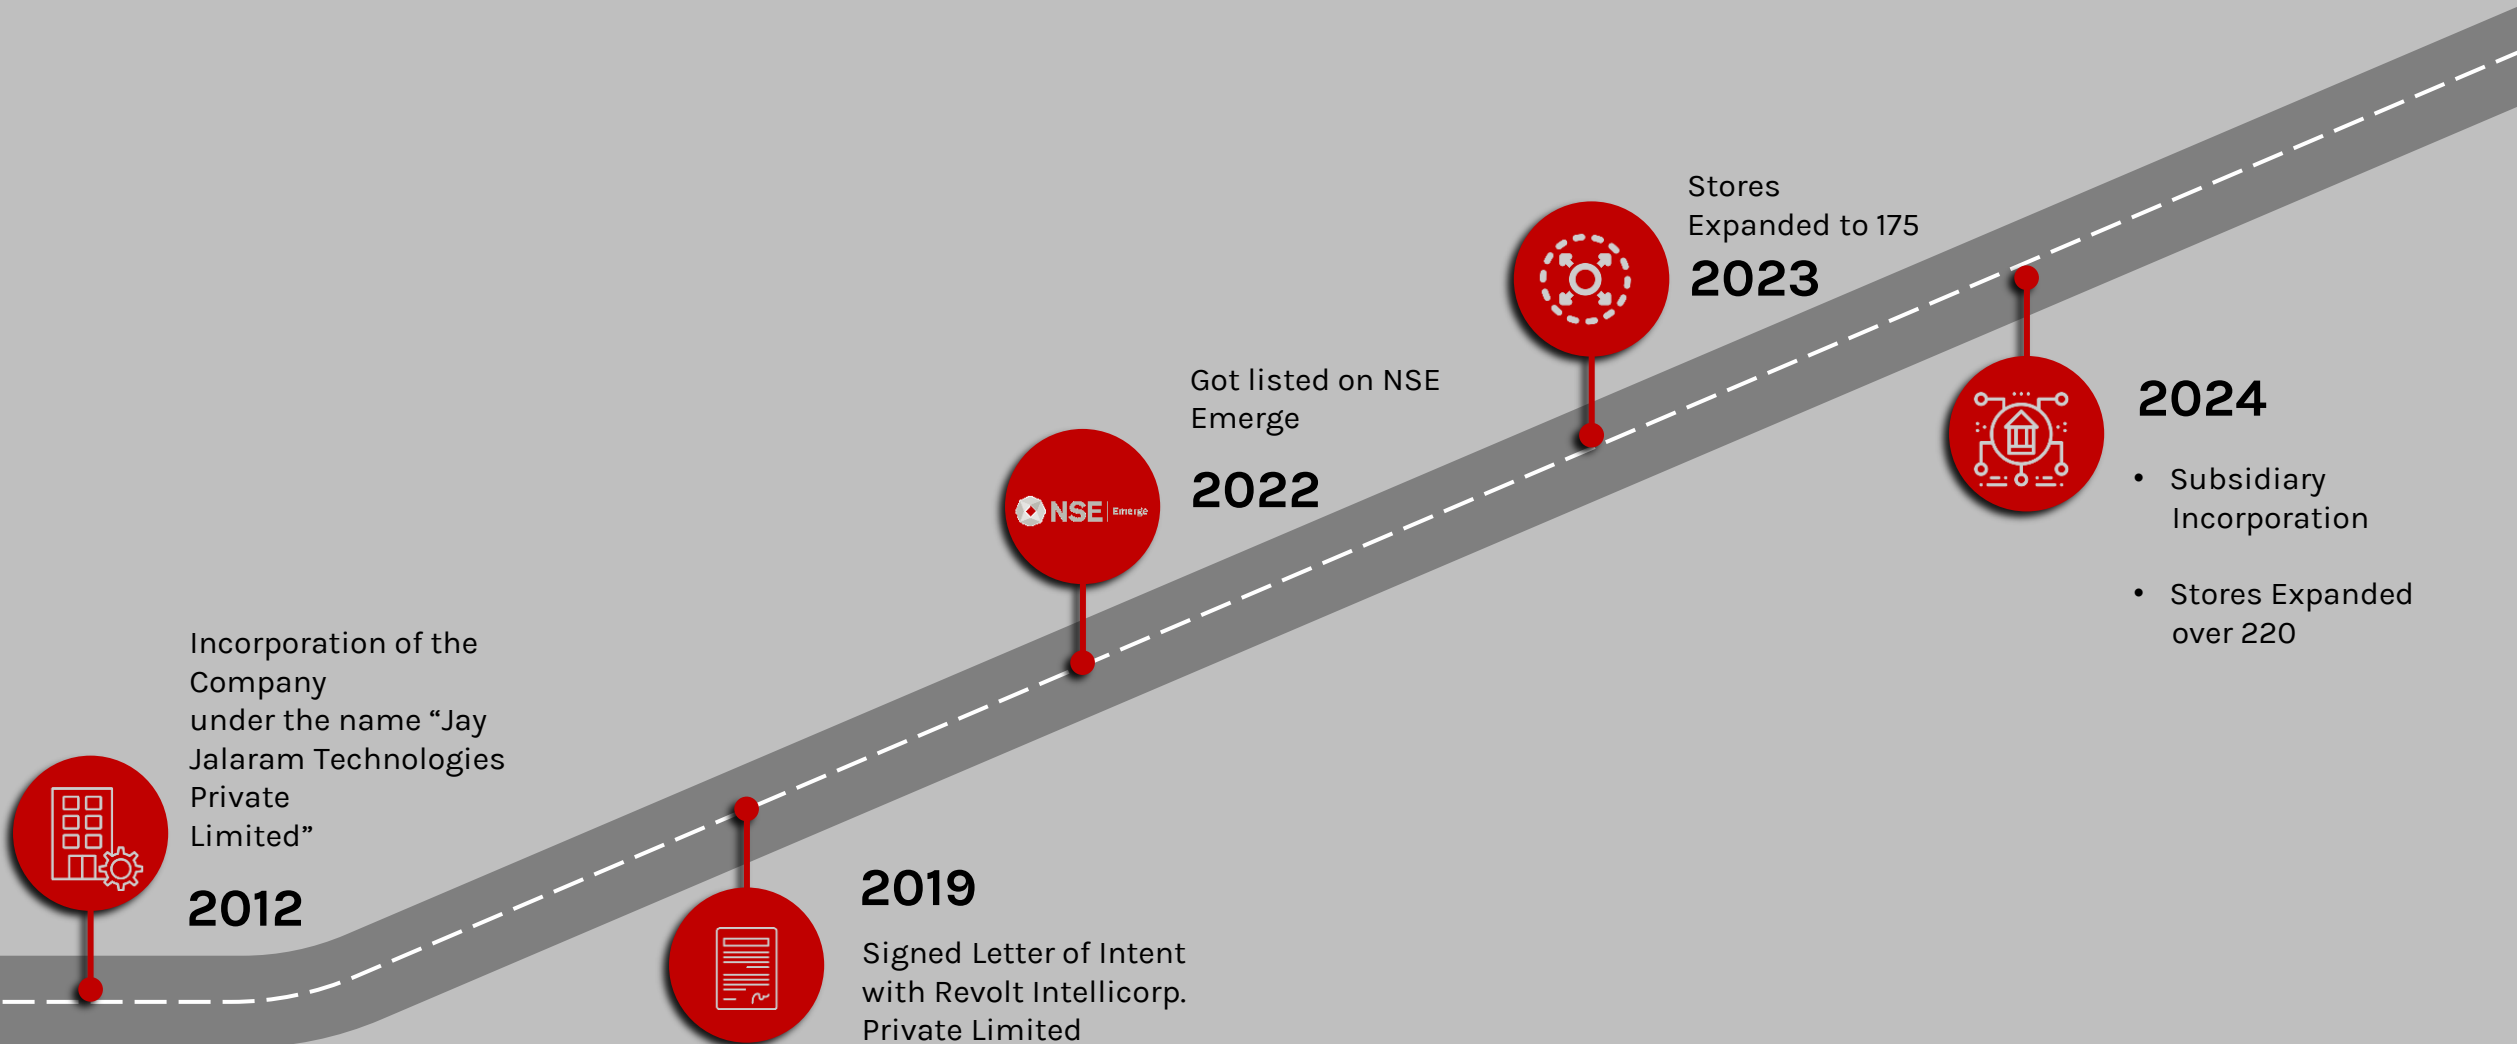 Incorporation of the
Company
under the name “Jay
Jalaram Technologies
Private
Limited”
2012
2019
Signed Letter of Intent
with Revolt Intellicorp.
Private Limited
Got listed on NSE
Emerge
2022
NSE Emerge
Stores
Expanded to 175
2023
2024
• Subsidiary
Incorporation
• Stores Expanded
over 220